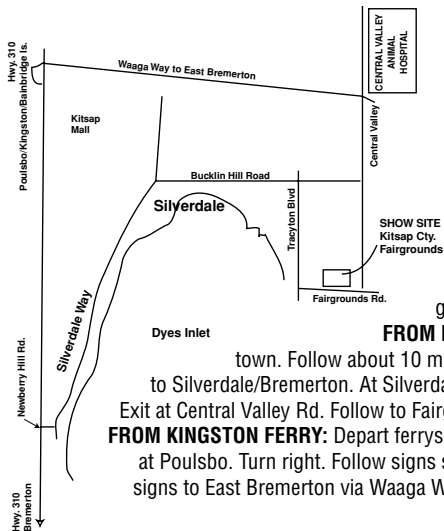 Hwy. 310
Poulsbo/Kingston/Bainbridge Is.
Waaga Way to East Bremerton
CENTRAL VALLEY
ANIMAL
HOSPITAL
Kitsap
Mall
Central Valley
Bucklin Hill Road
Silverdale
Tracyton Blvd
SHOW SITE
Kitsap Cty.
Fairgrounds
Fairgrounds Rd.
Silverdale Way
Dyes Inlet
Newberry Hill Rd.
Hwy. 310
Bremerton
FROM
town. Follow about 10 m
to Silverdale/Bremerton. At Silverda
Exit at Central Valley Rd. Follow to Fairg
FROM KINGSTON FERRY: Depart ferry
at Poulsbo. Turn right. Follow signs s
signs to East Bremerton via Waaga W